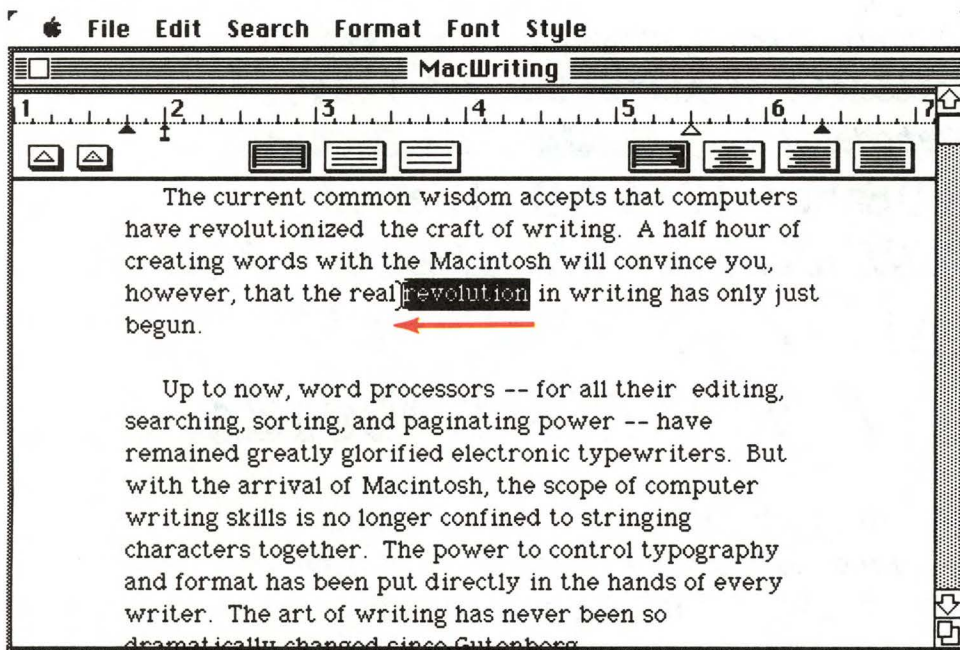 File Edit Search Format Font Style
MacWriting
1 2 3 4 5 6 7
The current common wisdom accepts that computers
have revolutionized  the craft of writing.  A half hour of
creating words with the Macintosh will convince you,
however, that the real revolution in writing has only just
begun.
Up to now, word processors -- for all their  editing,
searching, sorting, and paginating power -- have
remained greatly glorified electronic typewriters.  But
with the arrival of Macintosh, the scope of computer
writing skills is no longer confined to stringing
characters together.  The power to control typography
and format has been put directly in the hands of every
writer.  The art of writing has never been so
dramatically changed since Gutenberg